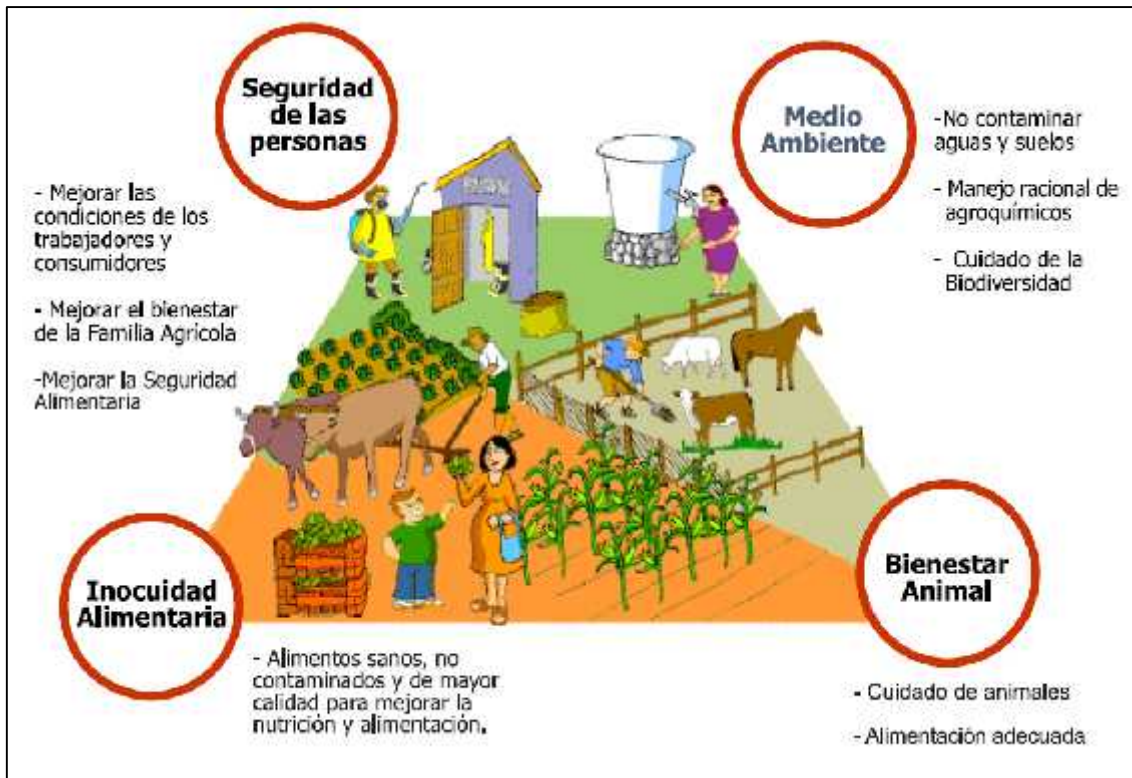 Seguridad
de las
personas
- Mejorar las
condiciones de los
trabajadores y
consumidores
- Mejorar el bienestar
de la Familia Agrícola
-Mejorar la Seguridad
Alimentaria
Medio
Ambiente
-No contaminar
aguas y suelos
- Manejo racional de
agroquímicos
- Cuidado de la
Biodiversidad
Inocuidad
Alimentaria
- Alimentos sanos, no
contaminados y de mayor
calidad para mejorar la
nutrición y alimentación.
Bienestar
Animal
- Cuidado de animales
- Alimentación adecuada